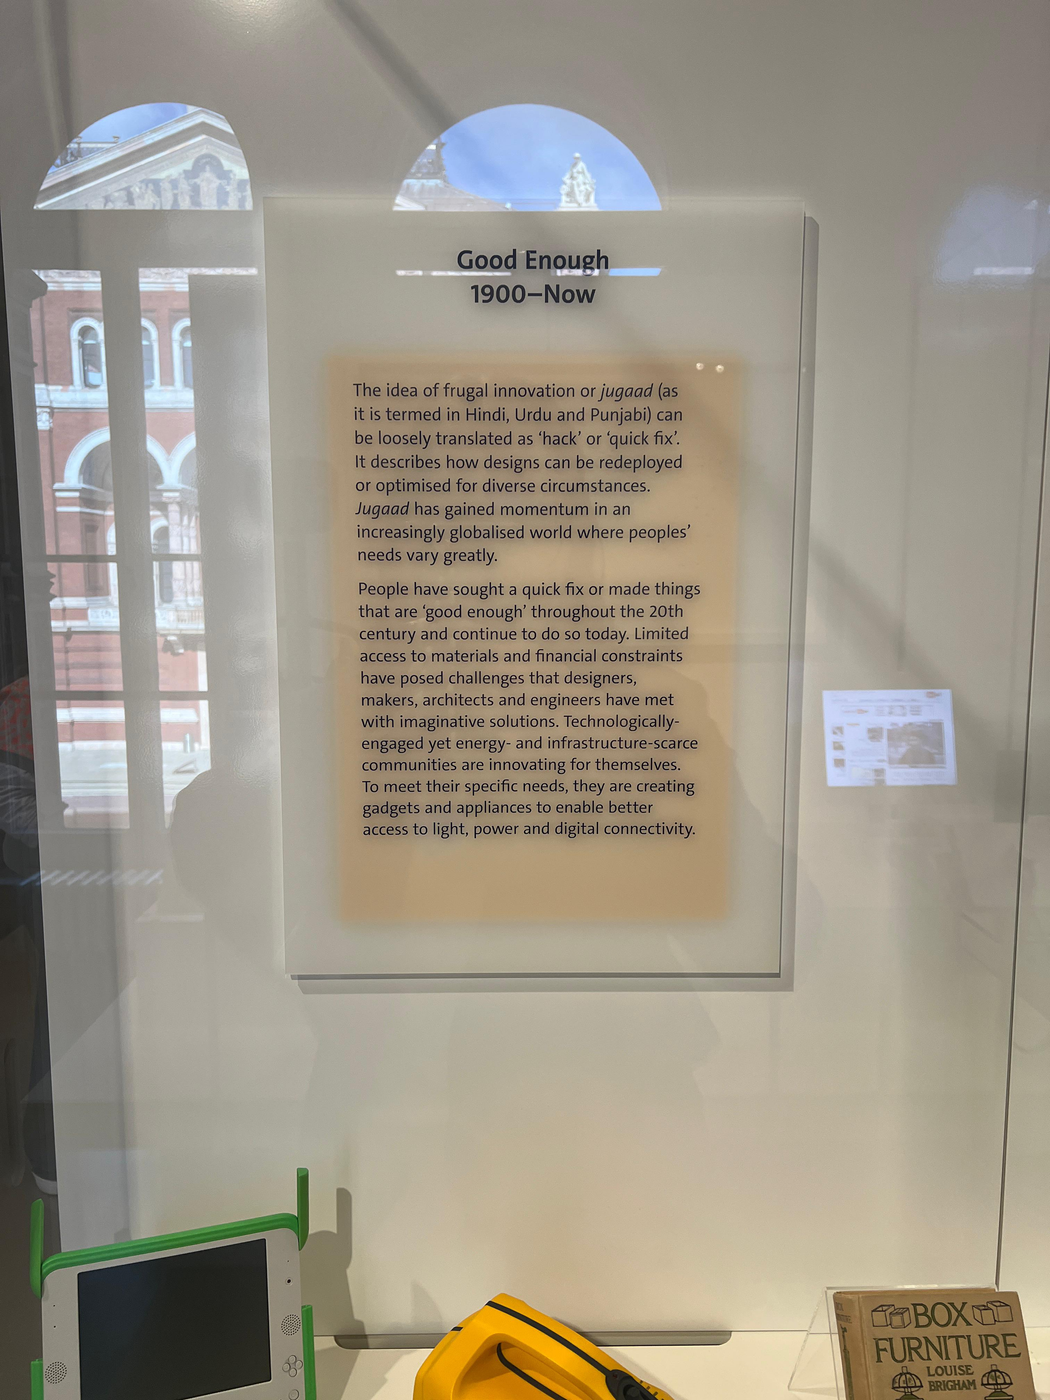 Good Enough
1900–Now
The idea of frugal innovation or jugaad (as
it is termed in Hindi, Urdu and Punjabi) can
be loosely translated as ‘hack’ or ‘quick fix’.
It describes how designs can be redeployed
or optimised for diverse circumstances.
Jugaad has gained momentum in an
increasingly globalised world where peoples’
needs vary greatly.
People have sought a quick fix or made things
that are ‘good enough’ throughout the 20th
century and continue to do so today. Limited
access to materials and financial constraints
have posed challenges that designers,
makers, architects and engineers have met
with imaginative solutions. Technologically-
engaged yet energy- and infrastructure-scarce
communities are innovating for themselves.
To meet their specific needs, they are creating
gadgets and appliances to enable better
access to light, power and digital connectivity.
BOX
FURNITURE
LOUISE
BRIGHAM